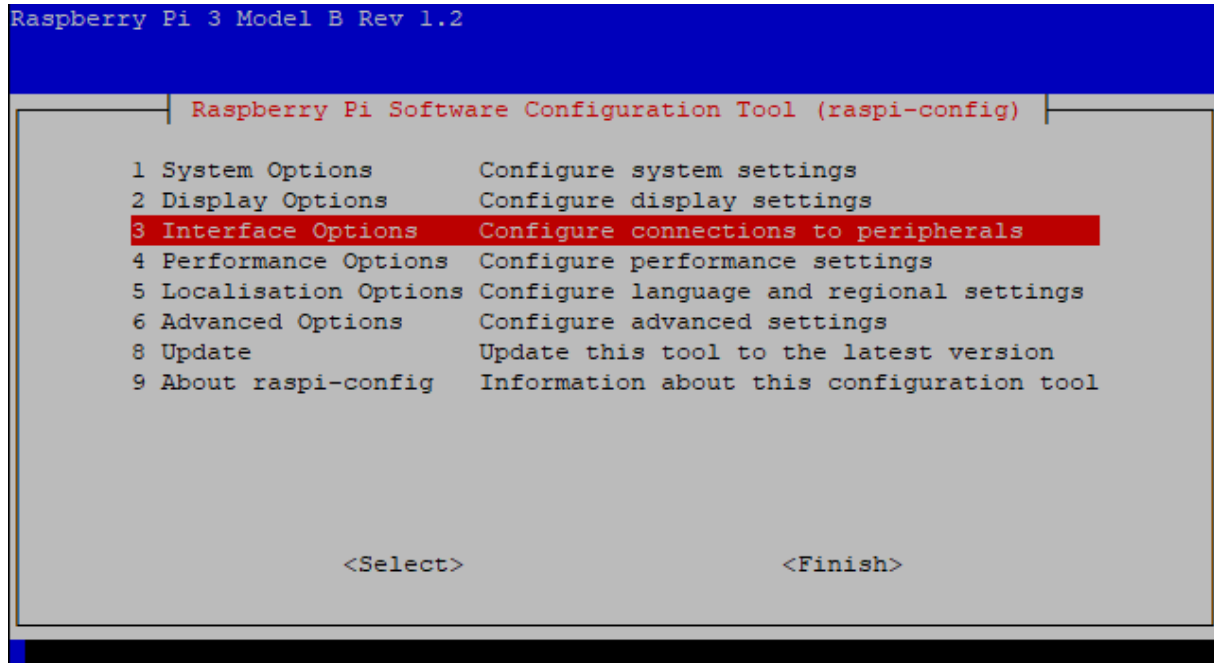 Raspberry Pi 3 Model B Rev 1.2
Raspberry Pi Software Configuration Tool (raspi-config)
1 System Options Configure system settings
2 Display Options Configure display settings
3 Interface Options Configure connections to peripherals
4 Performance Options Configure performance settings
5 Localisation Options Configure language and regional settings
6 Advanced Options Configure advanced settings
8 Update Update this tool to the latest version
9 About raspi-config Information about this configuration tool
<Select> <Finish>